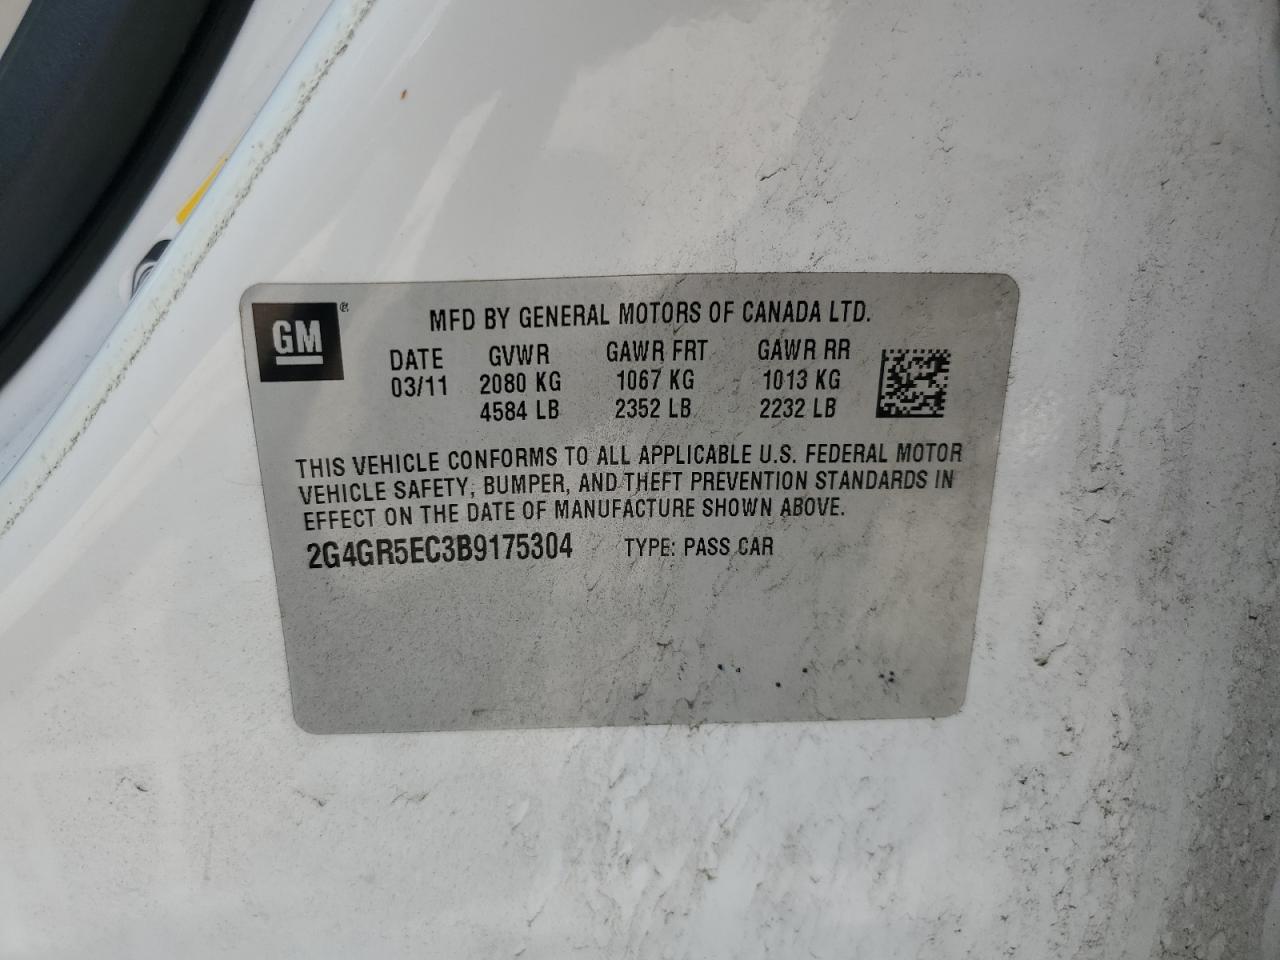 GM ®
MFD BY GENERAL MOTORS OF CANADA LTD.
DATE GVWR GAWR FRT GAWR RR
03/11 2080 KG 1067 KG 1013 KG
4584 LB 2352 LB 2232 LB
THIS VEHICLE CONFORMS TO ALL APPLICABLE U.S. FEDERAL MOTOR
VEHICLE SAFETY, BUMPER, AND THEFT PREVENTION STANDARDS IN
EFFECT ON THE DATE OF MANUFACTURE SHOWN ABOVE.
2G4GR5EC3B9175304 TYPE: PASS CAR